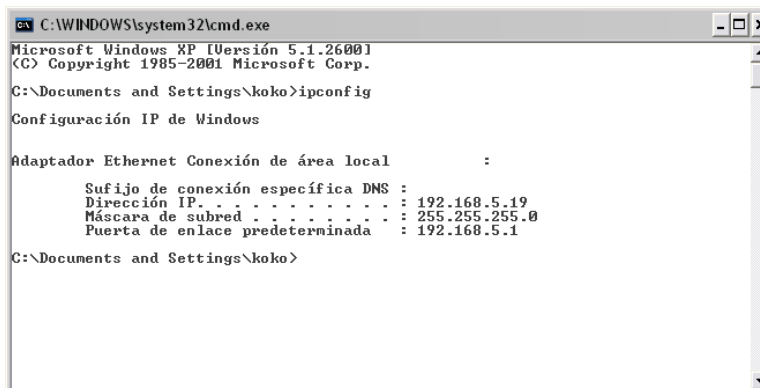 C:\WINDOWS\system32\cmd.exe
Microsoft Windows XP [Versión 5.1.2600]
(C) Copyright 1985-2001 Microsoft Corp.
C:\Documents and Settings\koko>ipconfig
Configuración IP de Windows
Adaptador Ethernet Conexión de área local :
Sufijo de conexión específica DNS :
Dirección IP. . . . . . . . . . . : 192.168.5.19
Máscara de subred . . . . . . . . : 255.255.255.0
Puerta de enlace predeterminada : 192.168.5.1
C:\Documents and Settings\koko>